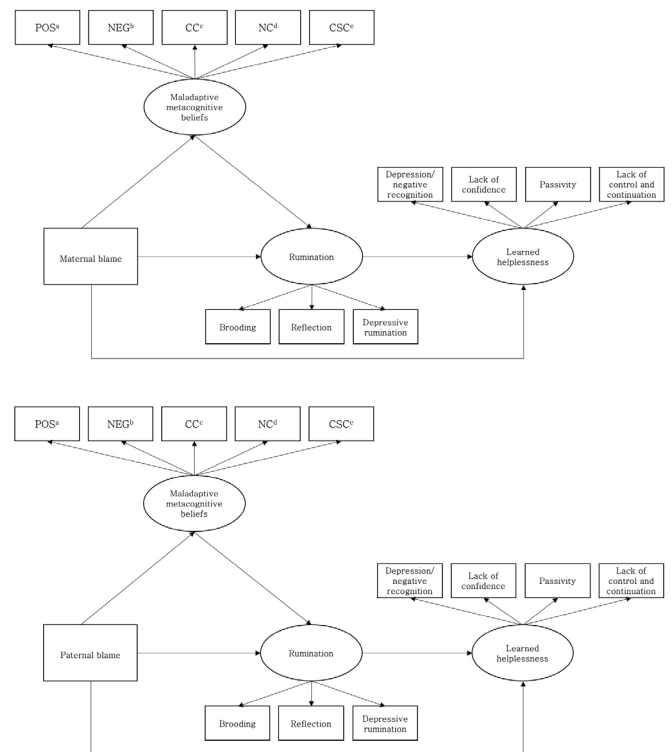 POSᵃ
NEGᵇ
CCᶜ
NCᵈ
CSCᵉ
Maladaptive
metacognitive
beliefs
Depression/
negative
recognition
Lack of
confidence
Passivity
Lack of
control and
continuation
Maternal blame
Rumination
Learned
helplessness
Brooding
Reflection
Depressive
rumination
POSᵃ
NEGᵇ
CCᶜ
NCᵈ
CSCᵉ
Maladaptive
metacognitive
beliefs
Depression/
negative
recognition
Lack of
confidence
Passivity
Lack of
control and
continuation
Paternal blame
Rumination
Learned
helplessness
Brooding
Reflection
Depressive
rumination